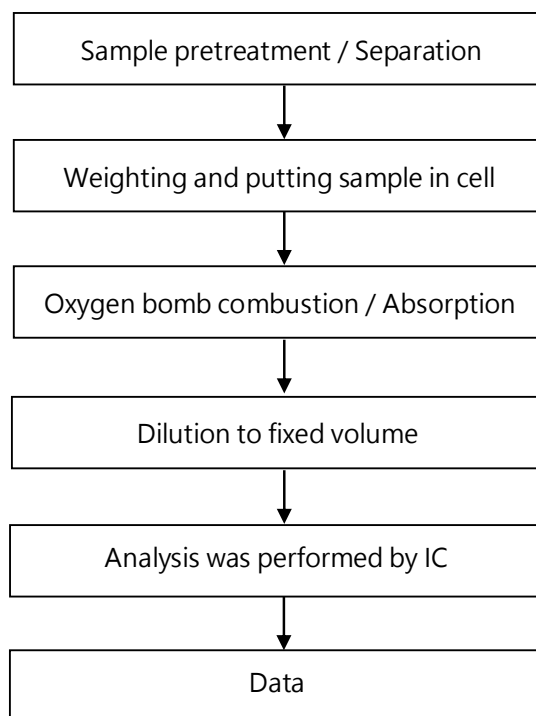 Sample pretreatment / Separation
Weighting and putting sample in cell
Oxygen bomb combustion / Absorption
Dilution to fixed volume
Analysis was performed by IC
Data